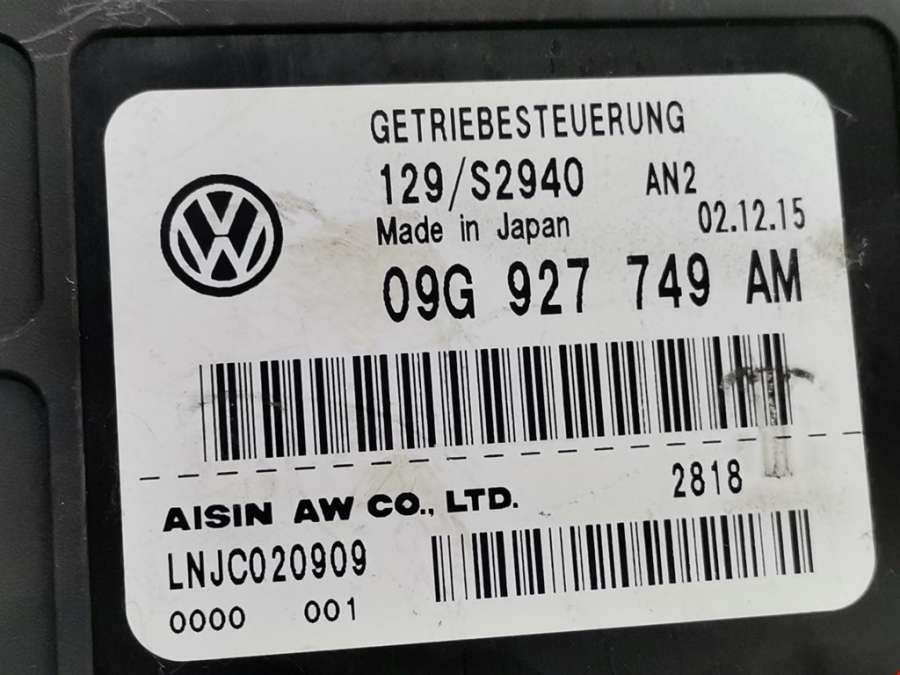 GETRIEBESTEUERUNG
129/S2940 AN2
Made in Japan 02.12.15
09G 927 749 AM
2818
AISIN AW CO., LTD.
LNJC020909
0000 001